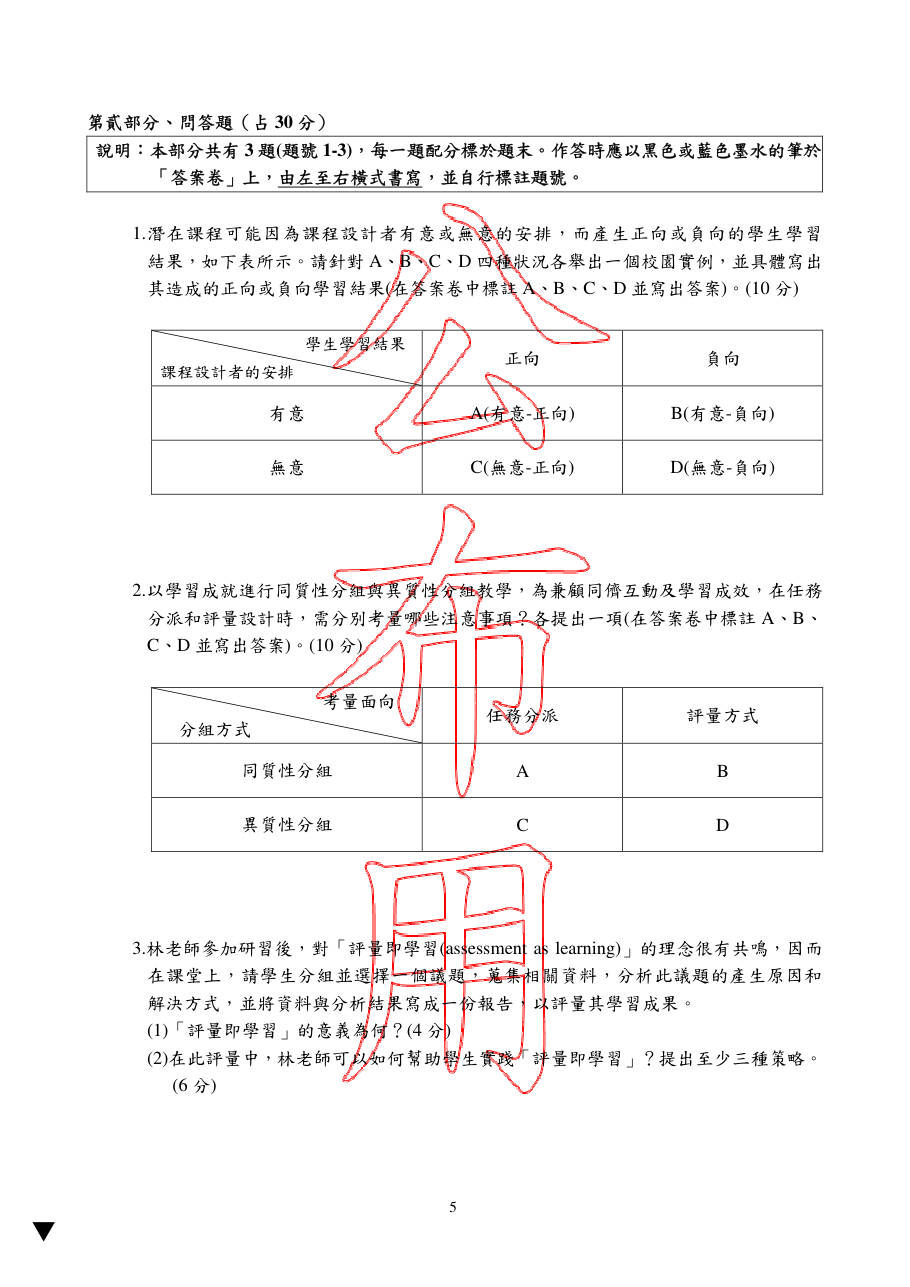 第貳部分、問答題（占 30 分）
說明：本部分共有 3 題(題號 1-3)，每一題配分標於題末。作答時應以黑色或藍色墨水的筆於
「答案卷」上，由左至右橫式書寫，並自行標註題號。
1.潛在課程可能因為課程設計者有意或無意的安排，而產生正向或負向的學生學習
結果，如下表所示。請針對 A、B、C、D 四種狀況各舉出一個校園實例，並具體寫出
其造成的正向或負向學習結果(在答案卷中標註 A、B、C、D 並寫出答案)。(10 分)
學生學習結果
課程設計者的安排
正向
負向
有意
A(有意-正向)
B(有意-負向)
無意
C(無意-正向)
D(無意-負向)
2.以學習成就進行同質性分組與異質性分組教學，為兼顧同儕互動及學習成效，在任務
分派和評量設計時，需分別考量哪些注意事項？各提出一項(在答案卷中標註 A、B、
C、D 並寫出答案)。(10 分)
考量面向
分組方式
任務分派
評量方式
同質性分組
A
B
異質性分組
C
D
3.林老師參加研習後，對「評量即學習(assessment as learning)」的理念很有共鳴，因而
在課堂上，請學生分組並選擇一個議題，蒐集相關資料，分析此議題的產生原因和
解決方式，並將資料與分析結果寫成一份報告，以評量其學習成果。
(1)「評量即學習」的意義為何？(4 分)
(2)在此評量中，林老師可以如何幫助學生實踐「評量即學習」？提出至少三種策略。
(6 分)
5
公
布
用